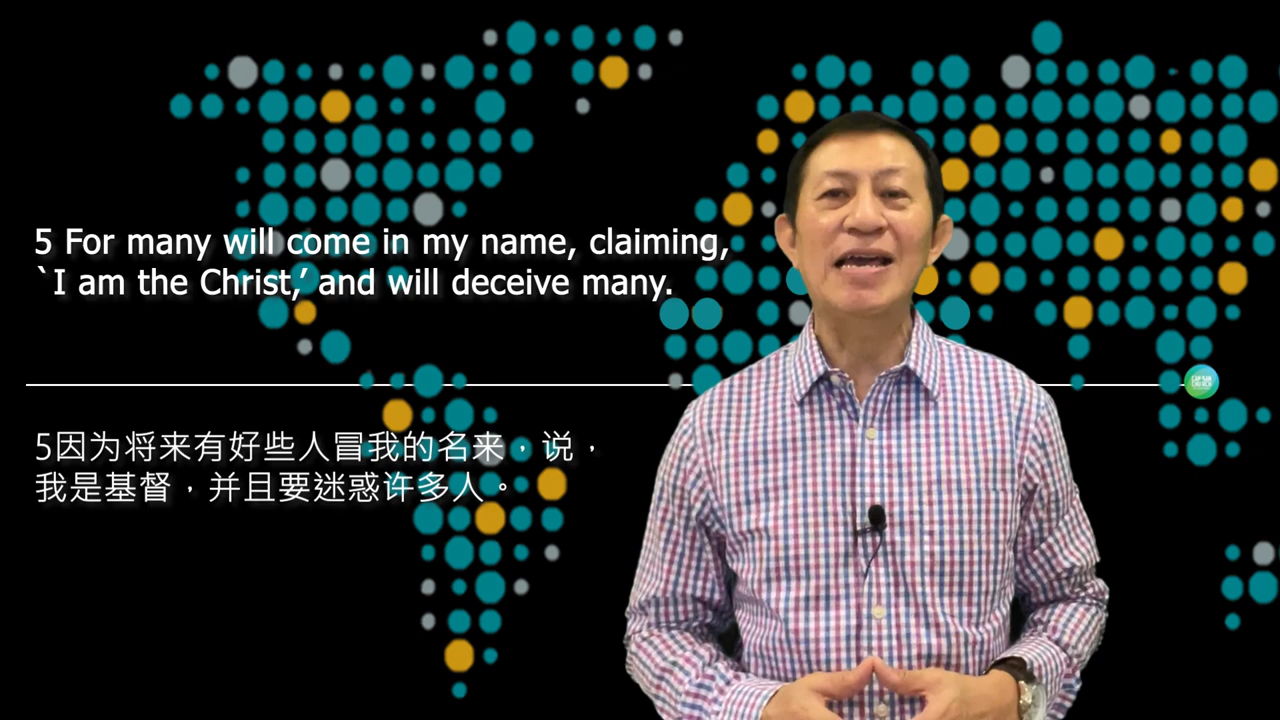 5 For many will come in my name, claiming,
`I am the Christ,’ and will deceive many.
5因为将来有好些人冒我的名来，说，
我是基督，并且要迷惑许多人。